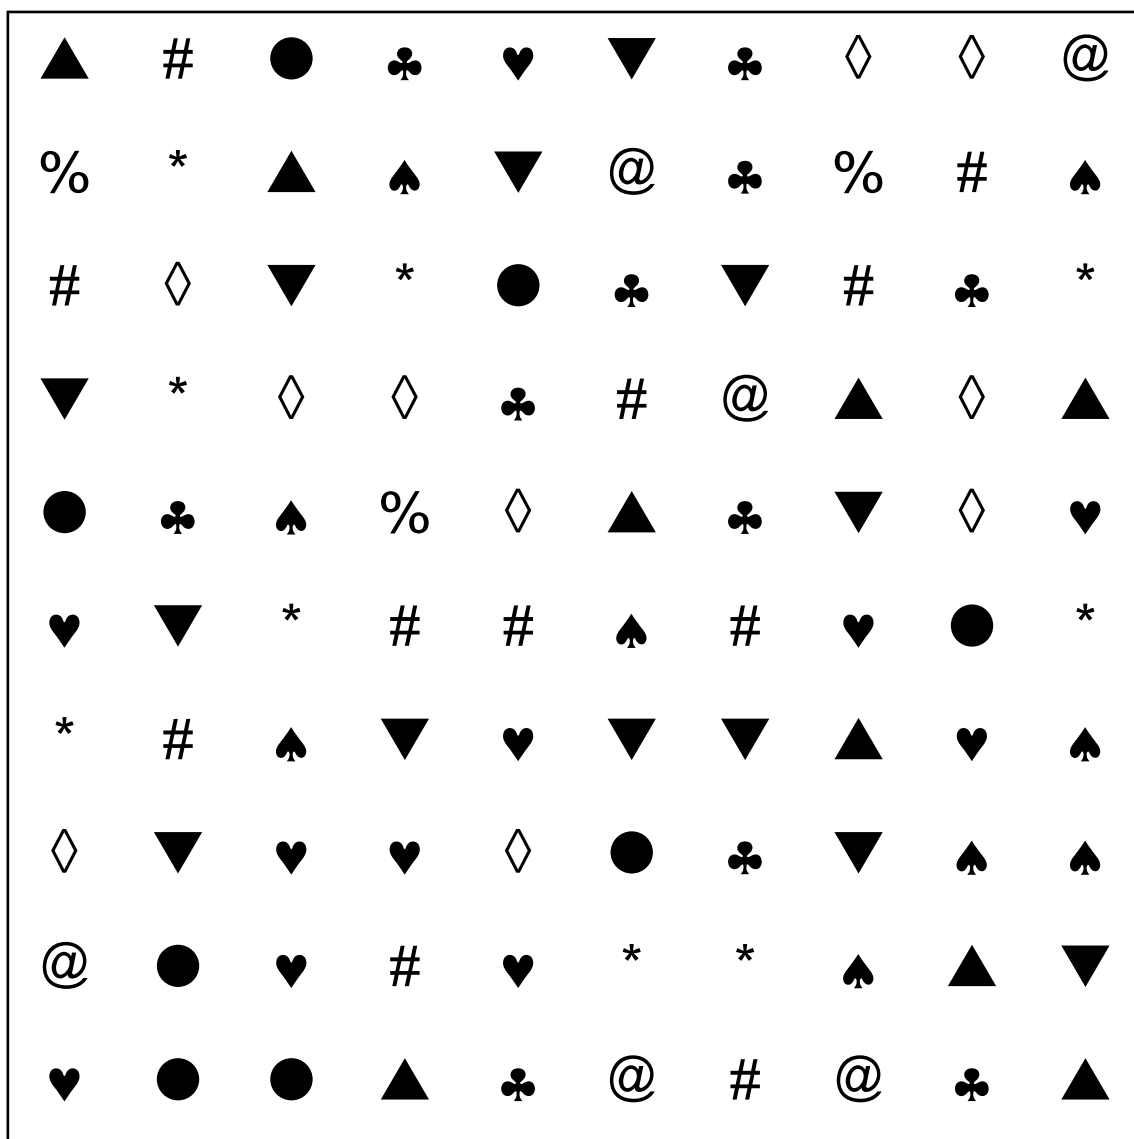 ▲ # ● ♣ ♥ ▼ ♣ ◊ ◊ @
% * ▲ ♠ ▼ @ ♣ % # ♠
# ◊ ▼ * ● ♣ ▼ # ♣ *
▼ * ◊ ◊ ♣ # @ ▲ ◊ ▲
● ♣ ♠ % ◊ ▲ ♣ ▼ ◊ ♥
♥ ▼ * # # ♠ # ♥ ● *
* # ♠ ▼ ♥ ▼ ▼ ▲ ♥ ♠
◊ ▼ ♥ ♥ ◊ ● ♣ ▼ ♠ ♠
@ ● ♥ # ♥ * * ♠ ▲ ▼
♥ ● ● ▲ ♣ @ # @ ♣ ▲